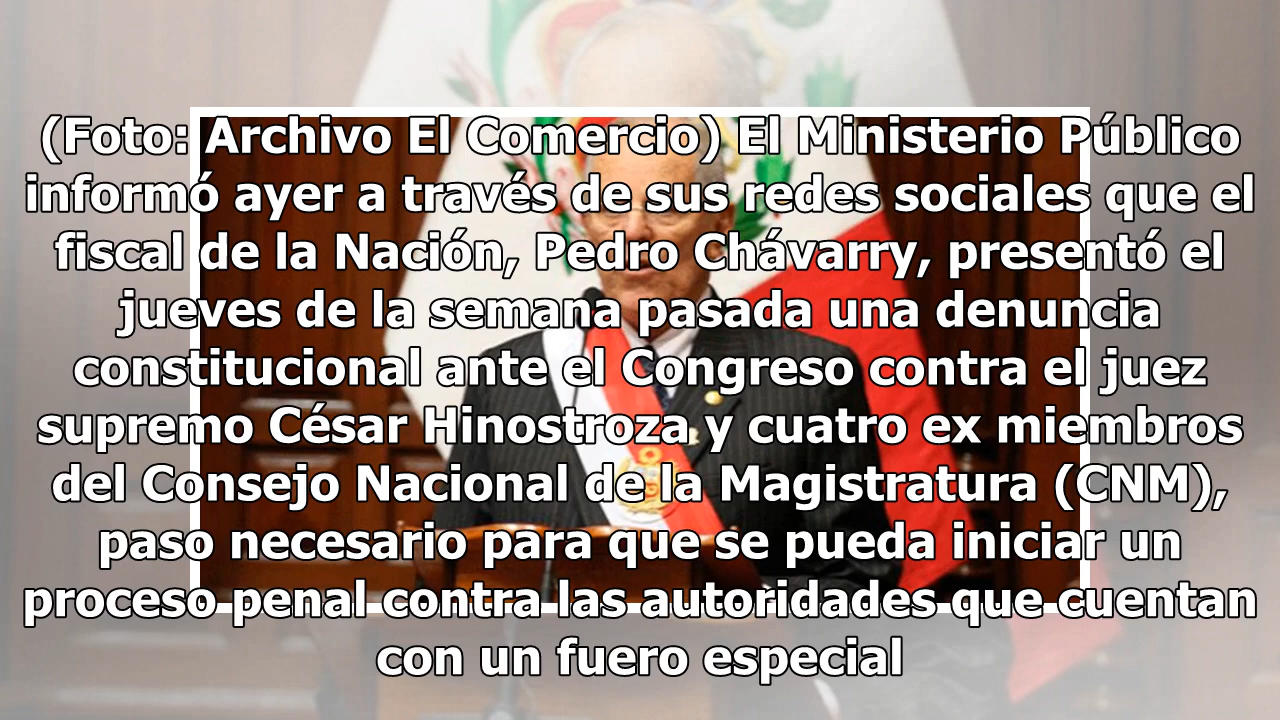 (Foto: Archivo El Comercio) El Ministerio Público
informó ayer a través de sus redes sociales que el
fiscal de la Nación, Pedro Chávarry, presentó el
jueves de la semana pasada una denuncia
constitucional ante el Congreso contra el juez
supremo César Hinostroza y cuatro ex miembros
del Consejo Nacional de la Magistratura (CNM),
paso necesario para que se pueda iniciar un
proceso penal contra las autoridades que cuentan
con un fuero especial